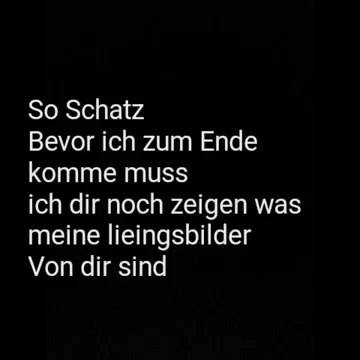 So Schatz
Bevor ich zum Ende
komme muss
ich dir noch zeigen was
meine lieingsbilder
Von dir sind